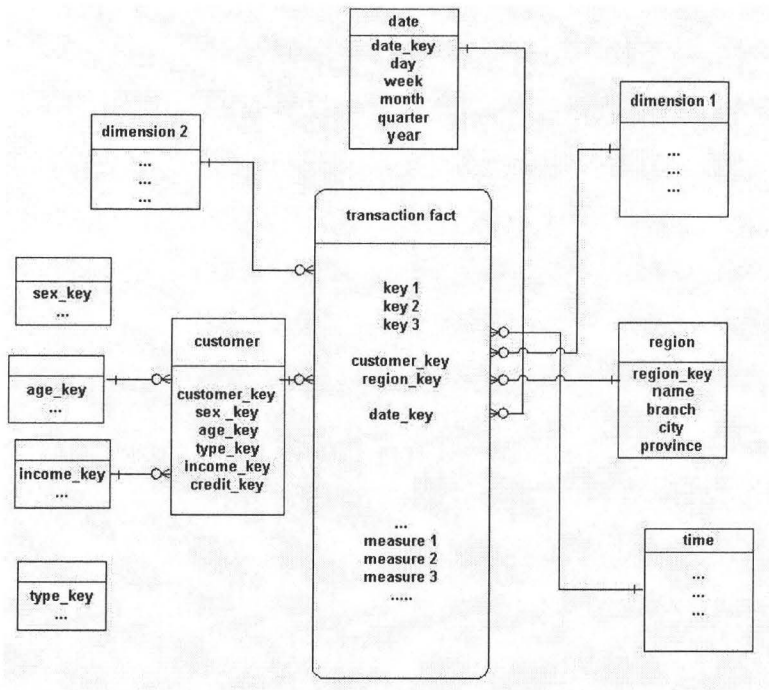 date
date_key
day
week
month
quarter
year
dimension 1
...
...
...
dimension 2
...
...
...
transaction fact
key 1
key 2
key 3
customer_key
region_key
date_key
...
measure 1
measure 2
measure 3
.....
sex_key
...
age_key
...
income_key
...
type_key
...
customer
customer_key
sex _key
age_key
type_key
income_key
credit_key
region
region_key
name
branch
city
province
time
...
...
...